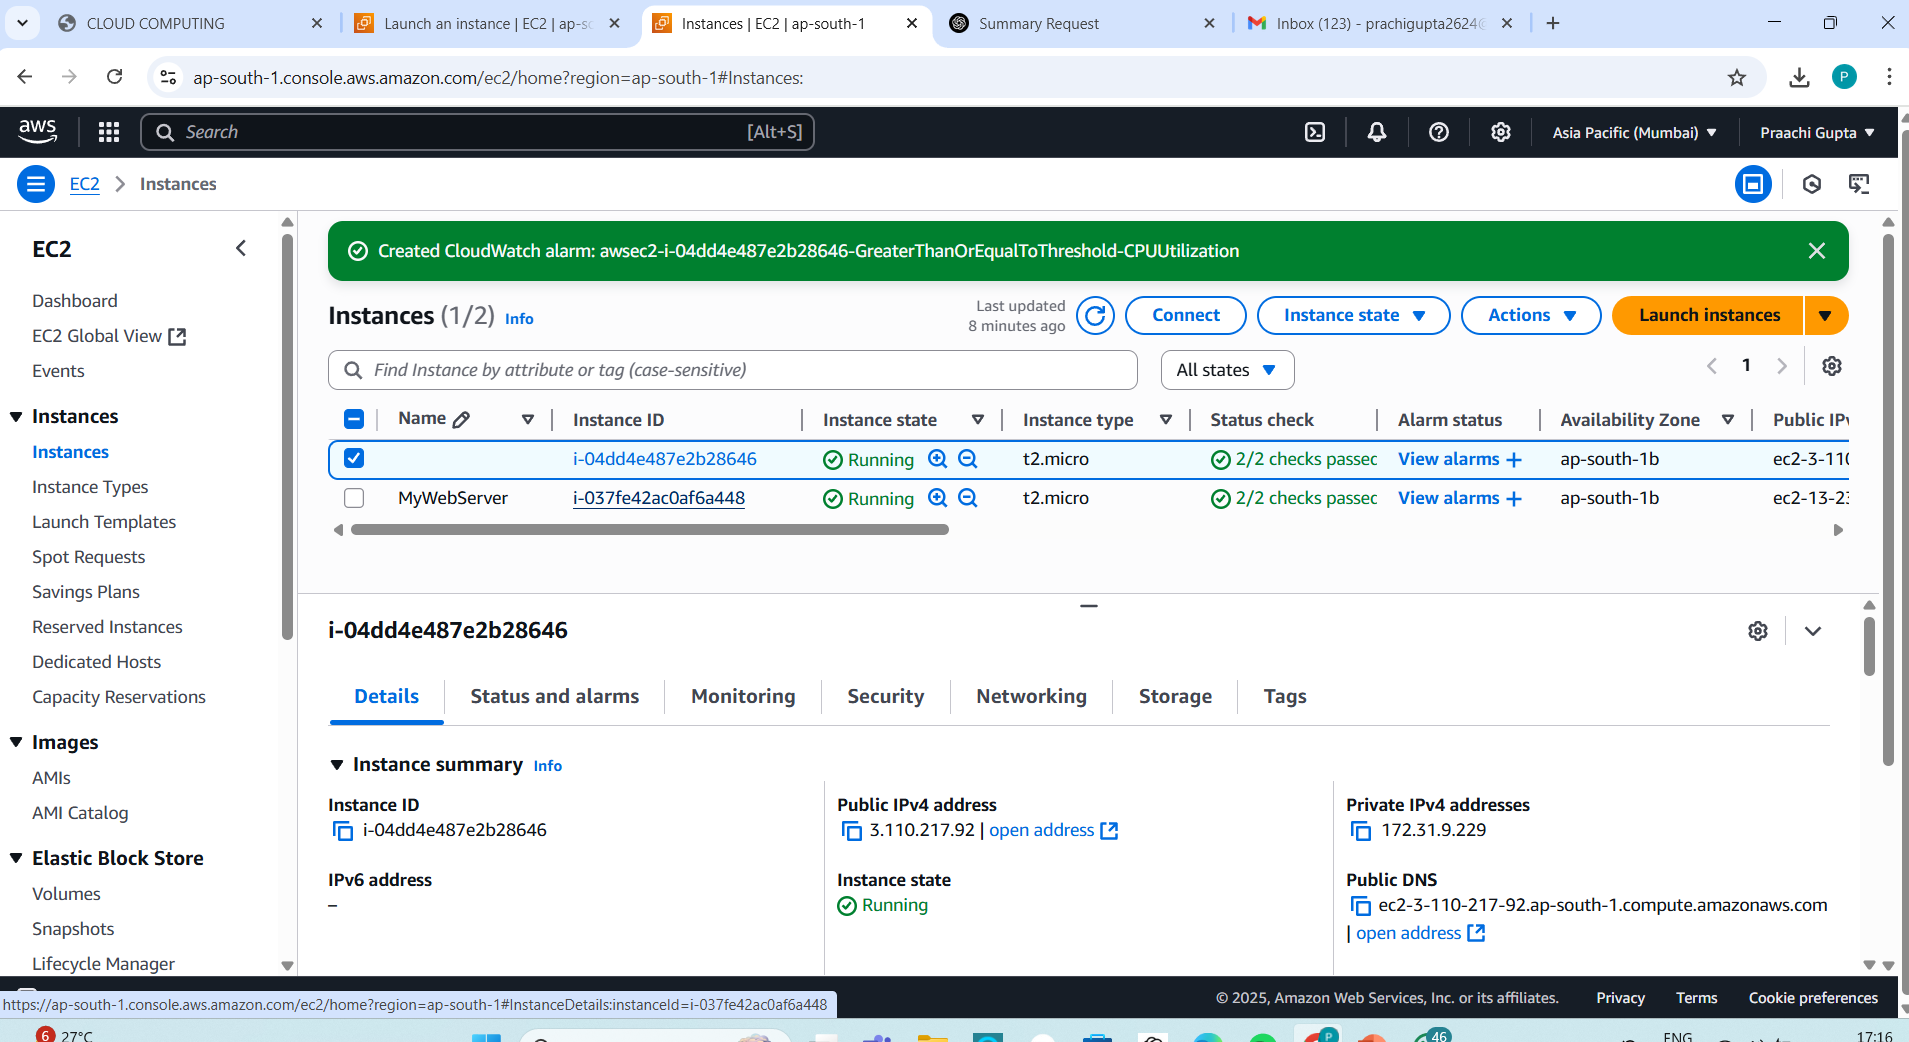 CLOUD COMPUTING
Launch an instance | EC2 | ap-sc
Instances | EC2 | ap-south-1
Summary Request
Inbox (123) - prachigupta2624@
ap-south-1.console.aws.amazon.com/ec2/home?region=ap-south-1#Instances:
P
aws
Search
[Alt+S]
Asia Pacific (Mumbai)
Praachi Gupta
EC2
Instances
EC2
Dashboard
EC2 Global View
Events
Instances
Instances
Instance Types
Launch Templates
Spot Requests
Savings Plans
Reserved Instances
Dedicated Hosts
Capacity Reservations
Images
AMIs
AMI Catalog
Elastic Block Store
Volumes
Snapshots
Lifecycle Manager
Created CloudWatch alarm: awsec2-i-04dd4e487e2b28646-GreaterThanOrEqualToThreshold-CPUUtilization
Instances (1/2) Info
Last updated
8 minutes ago
Connect
Instance state
Actions
Launch instances
Find Instance by attribute or tag (case-sensitive)
All states
1
Name Instance ID Instance state Instance type Status check Alarm status Availability Zone Public IPv
i-04dd4e487e2b28646 Running t2.micro 2/2 checks passed View alarms + ap-south-1b ec2-3-110
MyWebServer i-037fe42ac0af6a448 Running t2.micro 2/2 checks passed View alarms + ap-south-1b ec2-13-23
i-04dd4e487e2b28646
Details Status and alarms Monitoring Security Networking Storage Tags
Instance summary Info
Instance ID
i-04dd4e487e2b28646
Public IPv4 address
3.110.217.92 | open address
Private IPv4 addresses
172.31.9.229
IPv6 address
–
Instance state
Running
Public DNS
ec2-3-110-217-92.ap-south-1.compute.amazonaws.com
| open address
https://ap-south-1.console.aws.amazon.com/ec2/home?region=ap-south-1#InstanceDetails:instanceId=i-037fe42ac0af6a448
© 2025, Amazon Web Services, Inc. or its affiliates.
Privacy
Terms
Cookie preferences
6
27°C
P
46
ENG
17:16